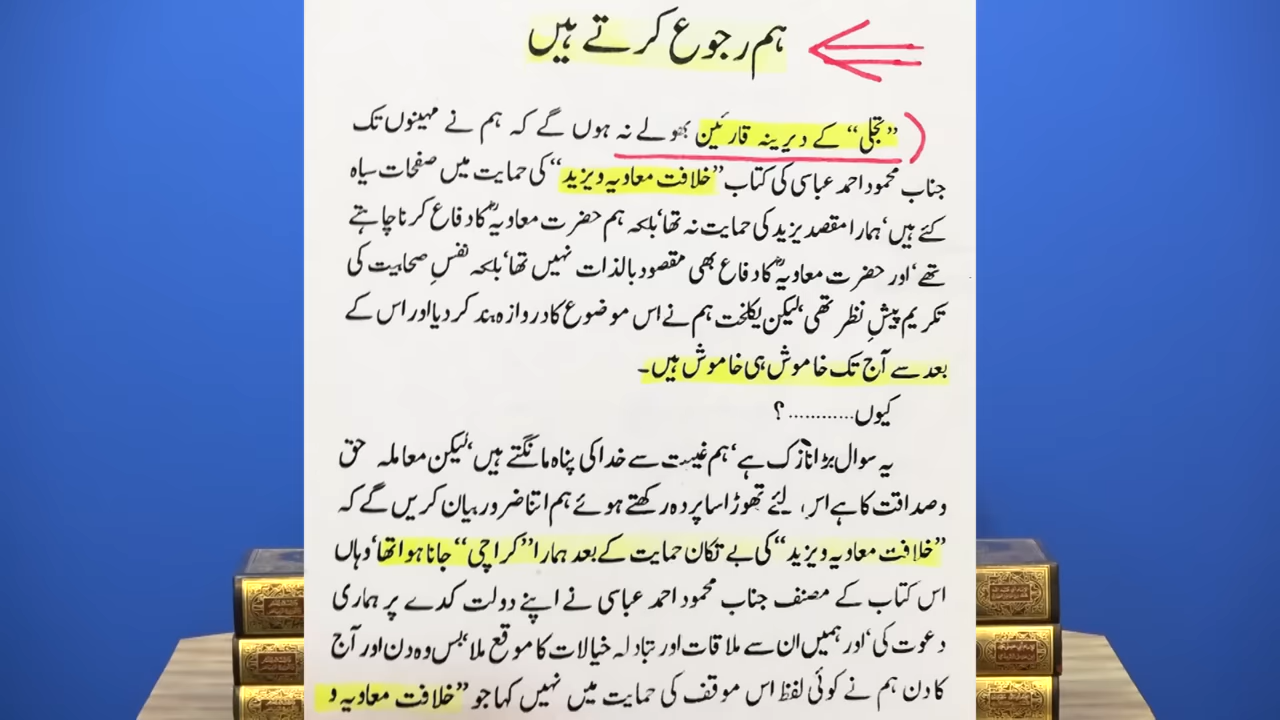 ہم رجوع کرتے ہیں
”تجلی“ کے دیرینہ قارئین بھولے نہ ہوں گے کہ ہم نے مہینوں تک
جناب محمود احمد عباسی کی کتاب ”خلافت معاویہ و یزید“ کی حمایت میں صفحات سیاہ
کئے ہیں‘ ہمارا مقصد یزید کی حمایت نہ تھا‘ بلکہ ہم حضرت معاویہؓ کا دفاع کرنا چاہتے
تھے‘ اور حضرت معاویہؓ کا دفاع بھی مقصود بالذات نہیں تھا‘ بلکہ نفسِ صحابیت کی
تکریم پیشِ نظر تھی‘ لیکن یکلخت ہم نے اس موضوع کا دروازہ بند کر دیا اور اس کے
بعد سے آج تک خاموش ہی خاموش ہیں۔
کیوں............؟
یہ سوال بڑا نازک ہے‘ ہم غیبت سے خدا کی پناہ مانگتے ہیں‘ لیکن معاملہ حق
و صداقت کا ہے اس لئے تھوڑا سا پردہ رکھتے ہوئے ہم اتنا ضرور بیان کریں گے کہ
”خلافت معاویہ و یزید“ کی بے تکان حمایت کے بعد ہمارا ”کراچی“ جانا ہوا تھا‘ وہاں
اس کتاب کے مصنف جناب محمود احمد عباسی نے اپنے دولت کدے پر ہماری
دعوت کی‘ اور ہمیں ان سے ملاقات اور تبادلہ خیالات کا موقع ملا‘ بس وہ دن اور آج
کا دن ہم نے کوئی لفظ اس موقف کی حمایت میں نہیں کہا جو ”خلافت معاویہ و